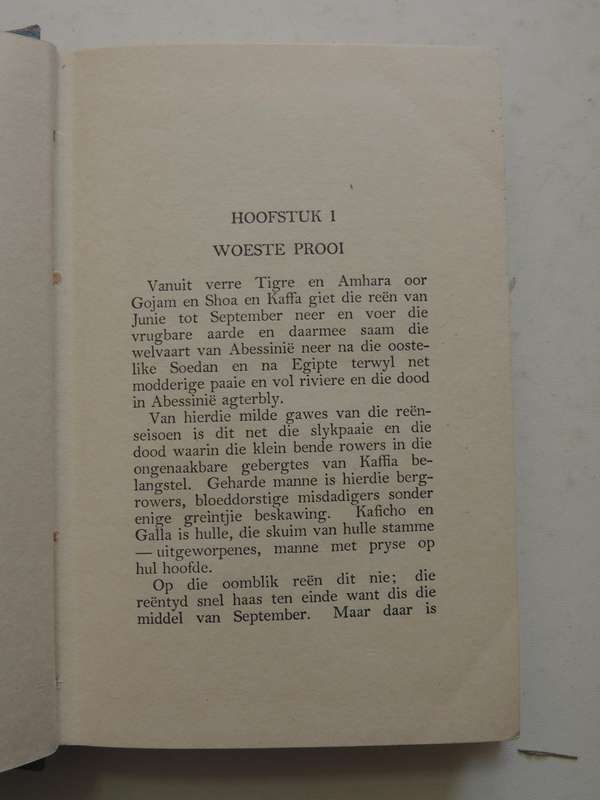 HOOFSTUK I
WOESTE PROOI
Vanuit verre Tigre en Amhara oor
Gojam en Shoa en Kaffa giet die reën van
Junie tot September neer en voer die
vrugbare aarde en daarmee saam die
welvaart van Abessinië neer na die ooste-
like Soedan en na Egipte terwyl net
modderige paaie en vol riviere en die dood
in Abessinië agterbly.
Van hierdie milde gawes van die reën-
seisoen is dit net die slykpaaie en die
dood waarin die klein bende rowers in die
ongenaakbare gebergtes van Kaffia be-
langstel. Geharde manne is hierdie berg-
rowers, bloeddorstige misdadigers sonder
enige greintjie beskawing. Kaficho en
Galla is hulle, die skuim van hulle stamme
— uitgeworpenes, manne met pryse op
hul hoofde.
Op die oomblik reën dit nie; die
reëntyd snel haas ten einde want dis die
middel van September. Maar daar is